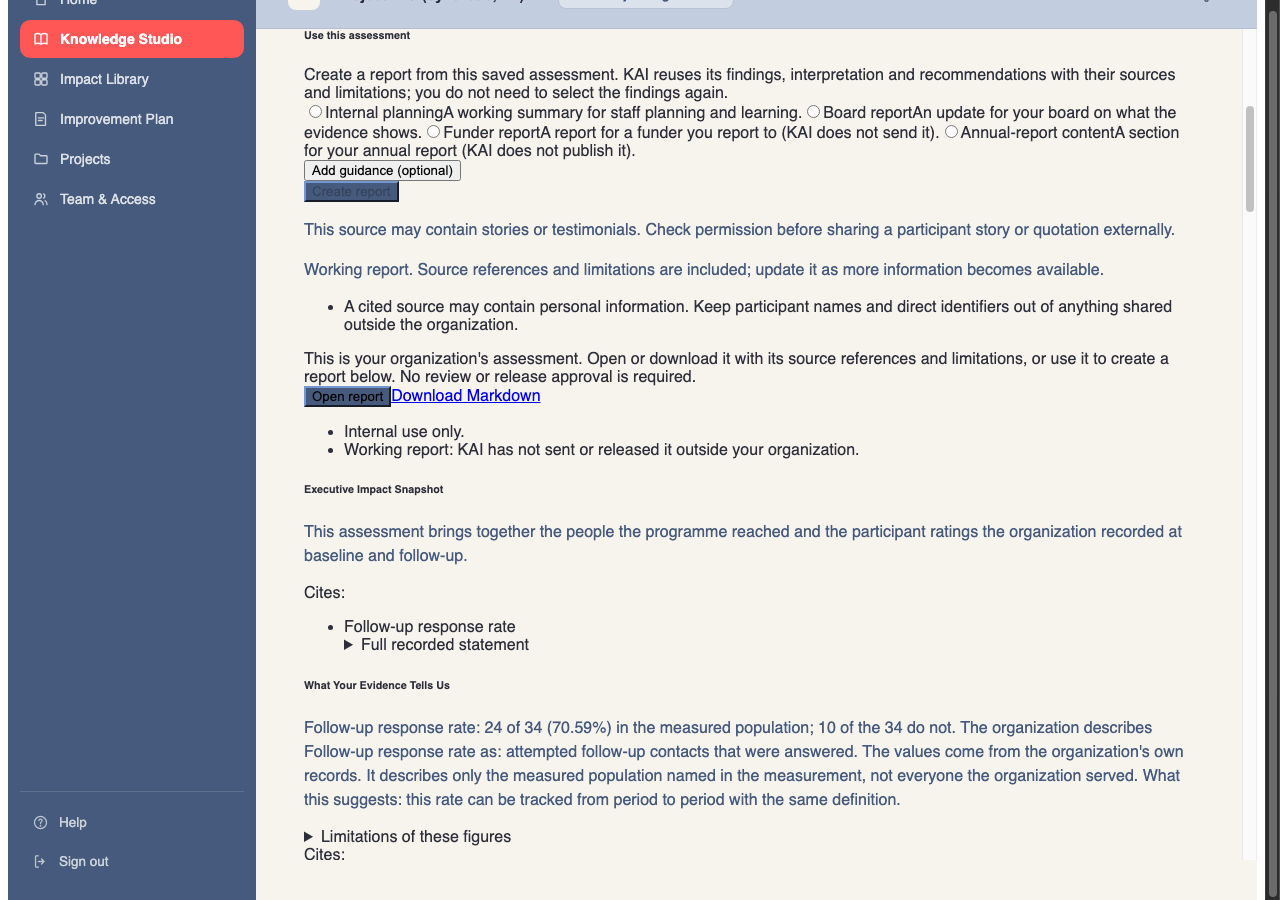 Home
Knowledge Studio
Impact Library
Improvement Plan
Projects
Team & Access
Help
Sign out
Use this assessment
Create a report from this saved assessment. KAI reuses its findings, interpretation and recommendations with their sources
and limitations; you do not need to select the findings again.
Internal planningA working summary for staff planning and learning. Board reportAn update for your board on what the
evidence shows. Funder reportA report for a funder you report to (KAI does not send it). Annual-report contentA section
for your annual report (KAI does not publish it).
Add guidance (optional)
Create report
This source may contain stories or testimonials. Check permission before sharing a participant story or quotation externally.
Working report. Source references and limitations are included; update it as more information becomes available.
• A cited source may contain personal information. Keep participant names and direct identifiers out of anything shared
outside the organization.
This is your organization's assessment. Open or download it with its source references and limitations, or use it to create a
report below. No review or release approval is required.
Open report Download Markdown
• Internal use only.
• Working report: KAI has not sent or released it outside your organization.
Executive Impact Snapshot
This assessment brings together the people the programme reached and the participant ratings the organization recorded at
baseline and follow-up.
Cites:
• Follow-up response rate
▶ Full recorded statement
What Your Evidence Tells Us
Follow-up response rate: 24 of 34 (70.59%) in the measured population; 10 of the 34 do not. The organization describes
Follow-up response rate as: attempted follow-up contacts that were answered. The values come from the organization's own
records. It describes only the measured population named in the measurement, not everyone the organization served. What
this suggests: this rate can be tracked from period to period with the same definition.
▶ Limitations of these figures
Cites: